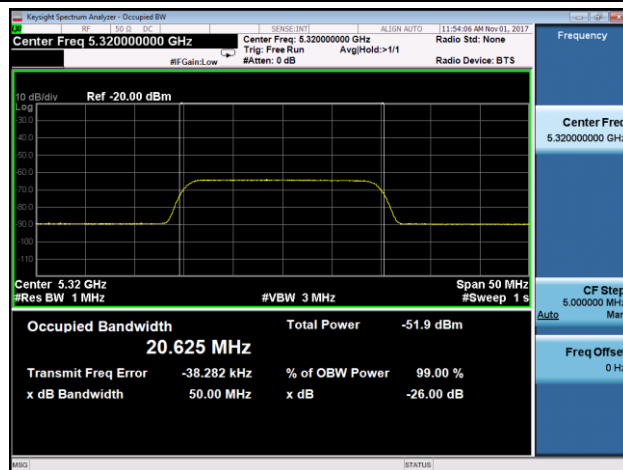 Keysight Spectrum Analyzer - Occupied BW
RF 50 Ω DC SENSE:INT ALIGN AUTO 11:54:06 AM Nov 01, 2017
Center Freq 5.320000000 GHz
Center Freq: 5.320000000 GHz Radio Std: None
Trig: Free Run Avg|Hold:>1/1
#IFGain:Low #Atten: 0 dB Radio Device: BTS
10 dB/div Ref -20.00 dBm
Log
-30.0
-40.0
-50.0
-60.0
-70.0
-80.0
-90.0
-100
-110
Center 5.32 GHz Span 50 MHz
#Res BW 1 MHz #VBW 3 MHz #Sweep 1 s
Occupied Bandwidth Total Power -51.9 dBm
20.625 MHz
Transmit Freq Error -38.282 kHz % of OBW Power 99.00 %
x dB Bandwidth 50.00 MHz x dB -26.00 dB
MSG STATUS
Frequency
Center Freq
5.320000000 GHz
CF Step
5.000000 MHz
Auto Man
Freq Offset
0 Hz